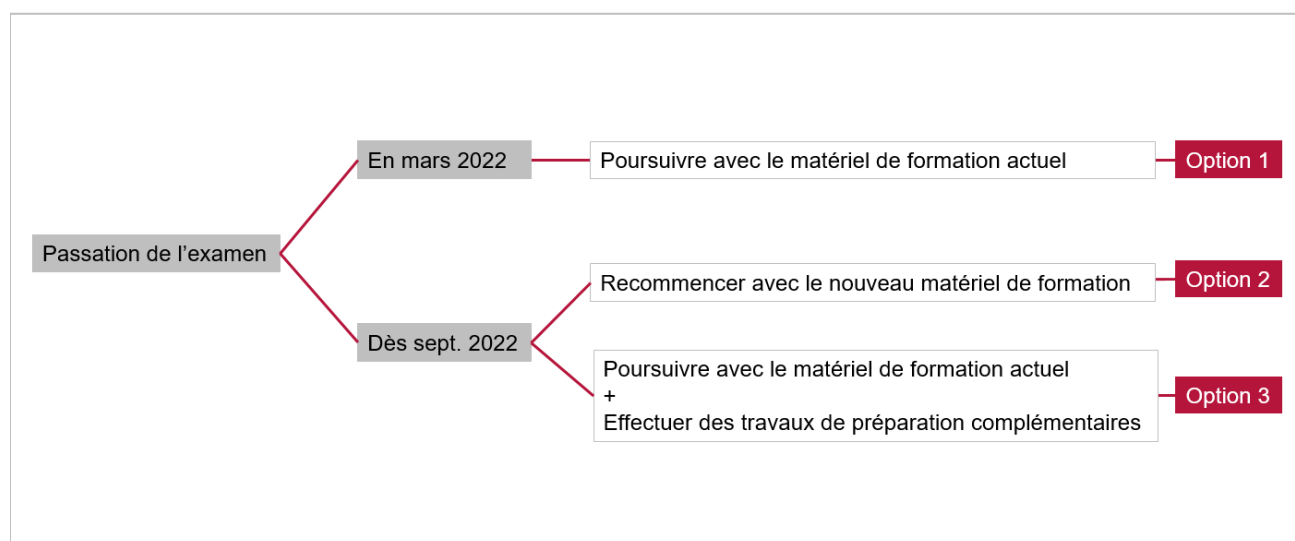 Passation de l'examen
En mars 2022
Poursuivre avec le matériel de formation actuel
Option 1
Dès sept. 2022
Recommencer avec le nouveau matériel de formation
Option 2
Poursuivre avec le matériel de formation actuel
+
Effectuer des travaux de préparation complémentaires
Option 3